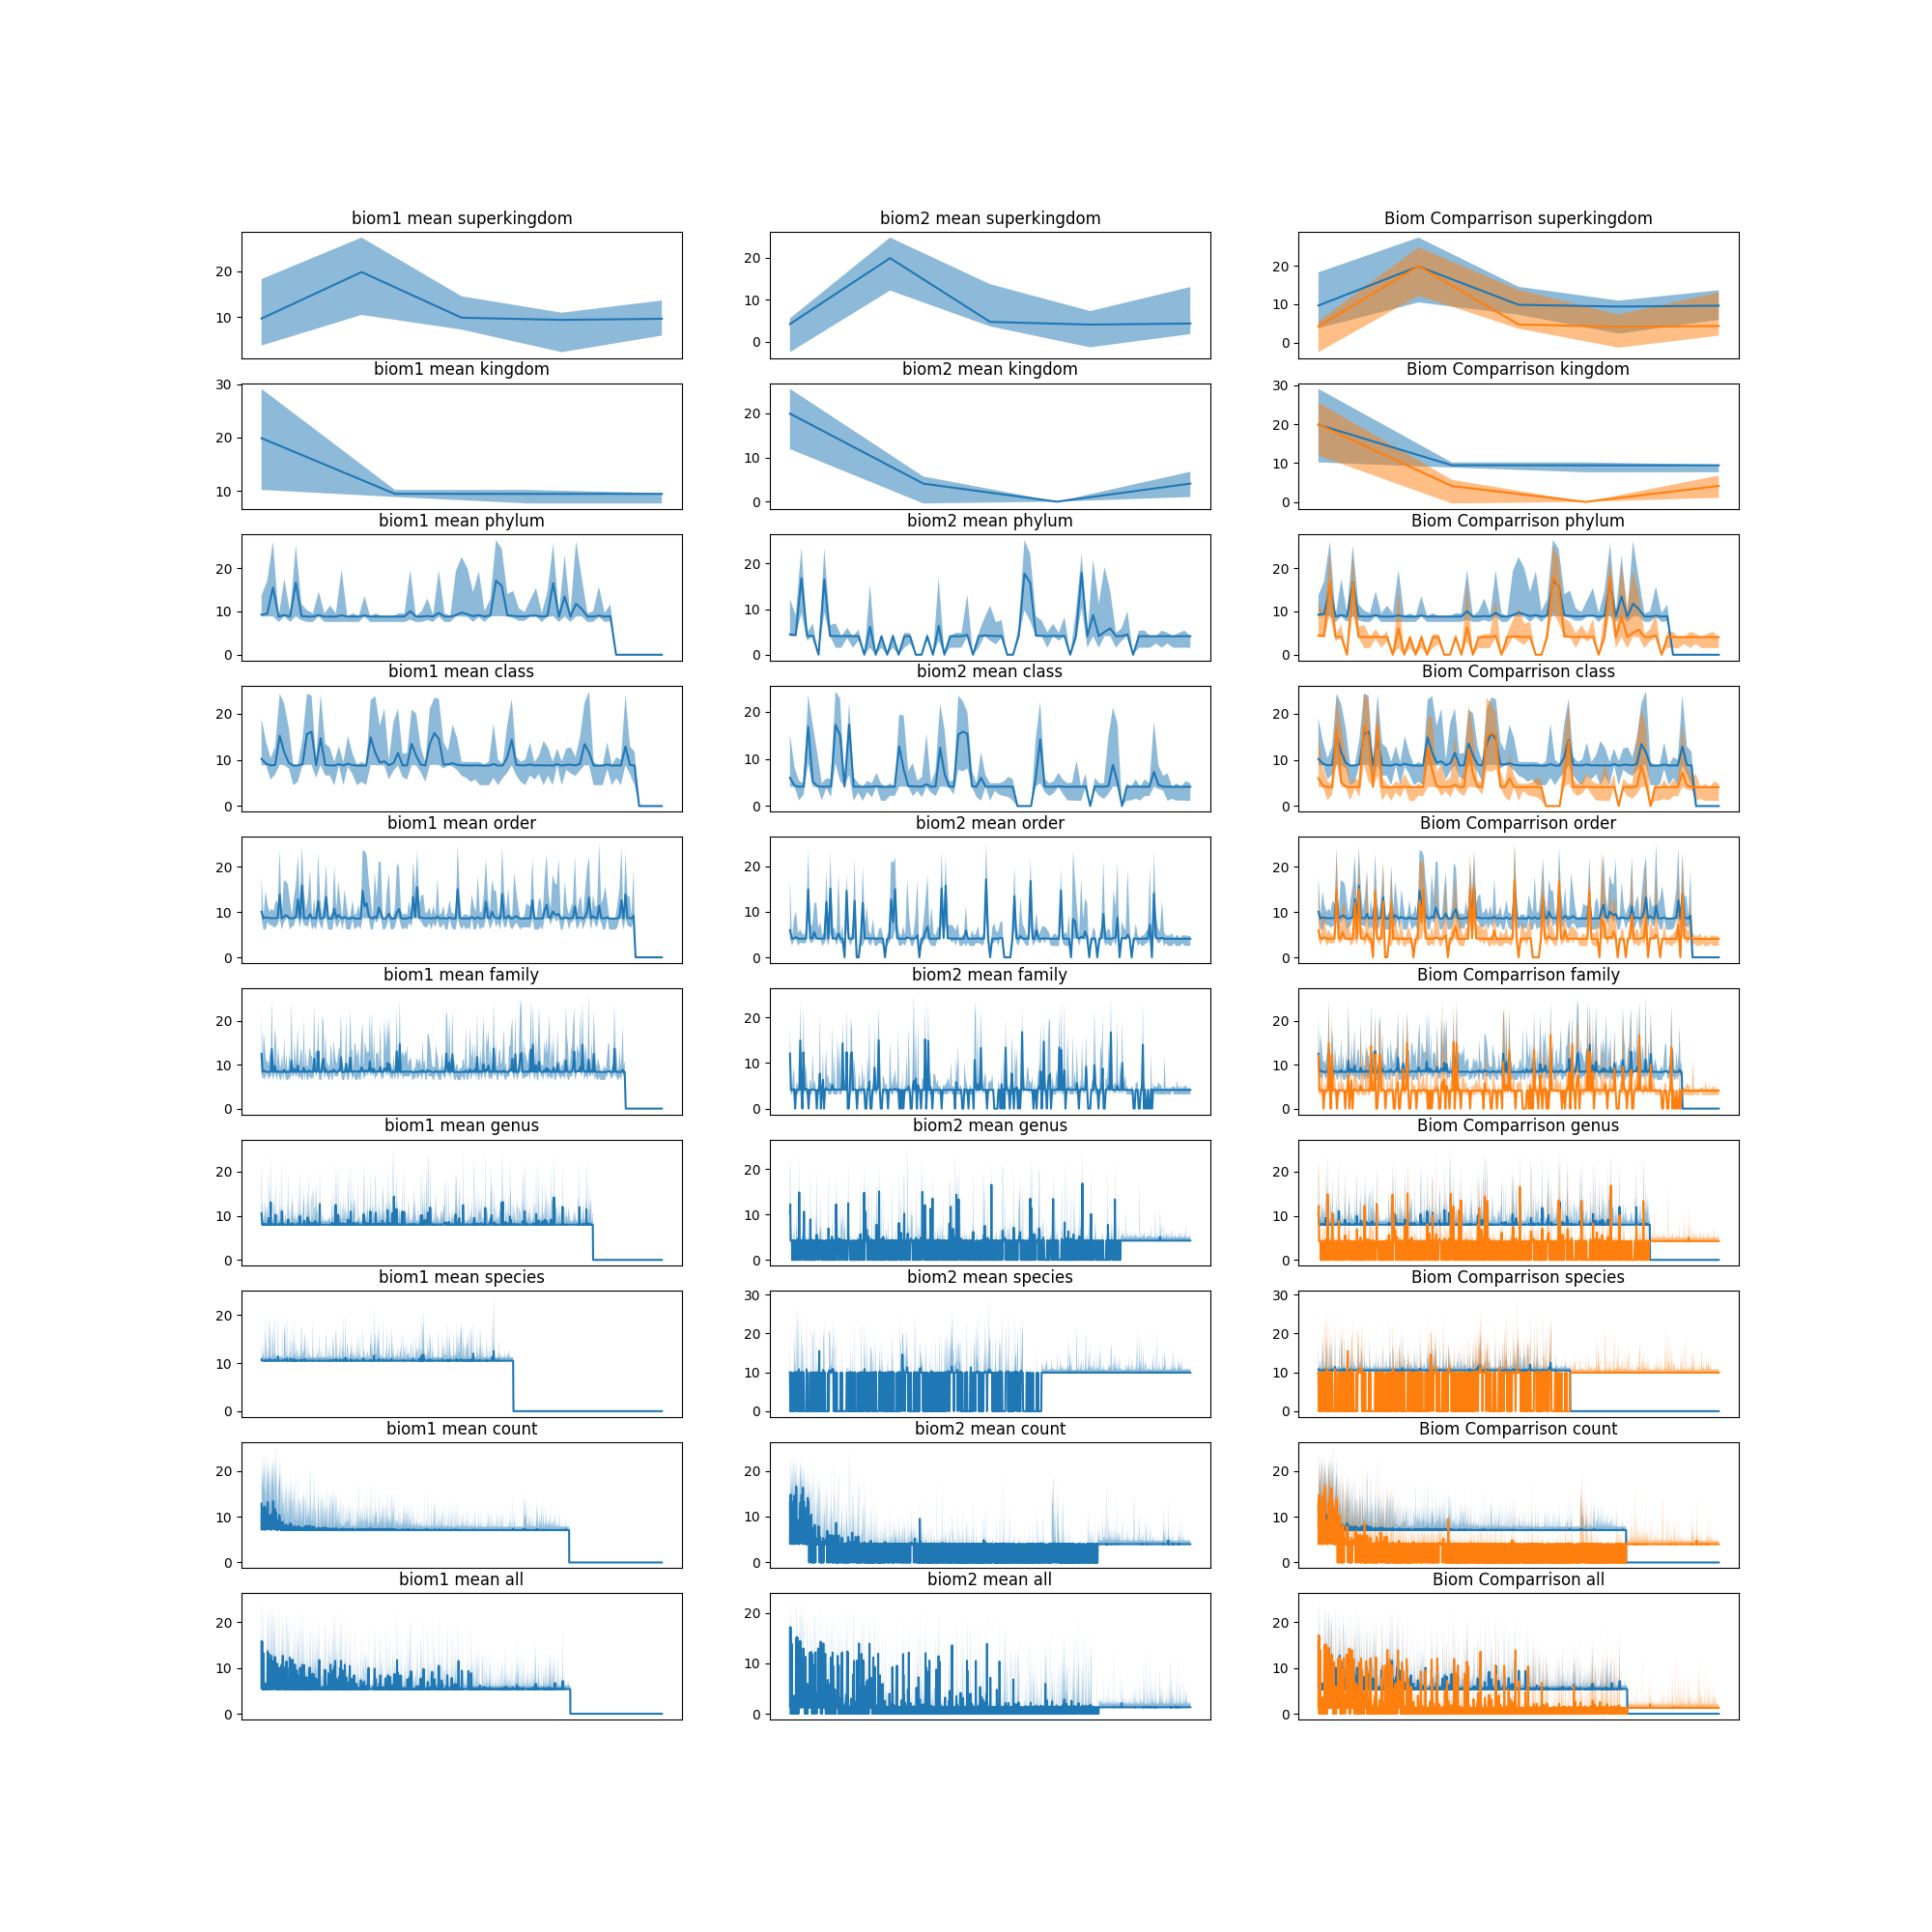 biom1 mean superkingdom biom2 mean superkingdom Biom Comparrison superkingdom
20 20 20
10 10 10
0 0
biom1 mean kingdom biom2 mean kingdom Biom Comparrison kingdom
30 20 30
20 10 20
10 0 10
0
biom1 mean phylum biom2 mean phylum Biom Comparrison phylum
20 20 20
10 10 10
0 0 0
biom1 mean class biom2 mean class Biom Comparrison class
20 20 20
10 10 10
0 0 0
biom1 mean order biom2 mean order Biom Comparrison order
20 20 20
10 10 10
0 0 0
biom1 mean family biom2 mean family Biom Comparrison family
20 20 20
10 10 10
0 0 0
biom1 mean genus biom2 mean genus Biom Comparrison genus
20 20 20
10 10 10
0 0 0
biom1 mean species biom2 mean species Biom Comparrison species
20 30 30
10 20 20
0 10 10
0 0
biom1 mean count biom2 mean count Biom Comparrison count
20 20 20
10 10 10
0 0 0
biom1 mean all biom2 mean all Biom Comparrison all
20 20 20
10 10 10
0 0 0